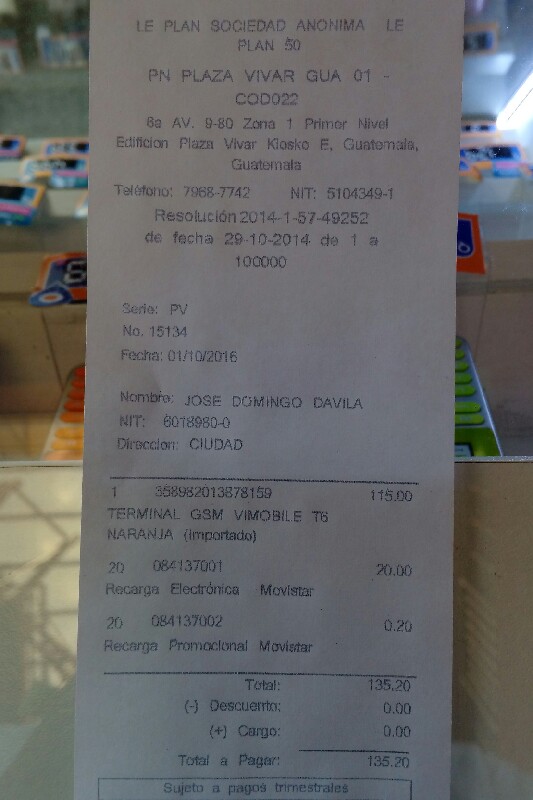 LE PLAN SOCIEDAD ANONIMA LE
PLAN 50
PN PLAZA VIVAR GUA 01 -
COD022
6a AV. 9-80 Zona 1 Primer Nivel
Edificion Plaza Vivar Kiosko E, Guatemala,
Guatemala
Teléfono: 7968-7742 NIT: 5104349-1
Resolución 2014-1-57-49252
de fecha 29-10-2014 de 1 a
100000
Serie: PV
No. 15134
Fecha: 01/10/2016
Nombre: JOSE DOMINGO DAVILA
NIT: 6018980-0
Direccion: CIUDAD
1 358982013878159 115.00
TERMINAL GSM VIMOBILE T6
NARANJA (Importado)
20 084137001 20.00
Recarga Electrónica Movistar
20 084137002 0.20
Recarga Promocional Movistar
Total: 135.20
(-) Descuento: 0.00
(+) Cargo: 0.00
Total a Pagar: 135.20
Sujeto a pagos trimestrales